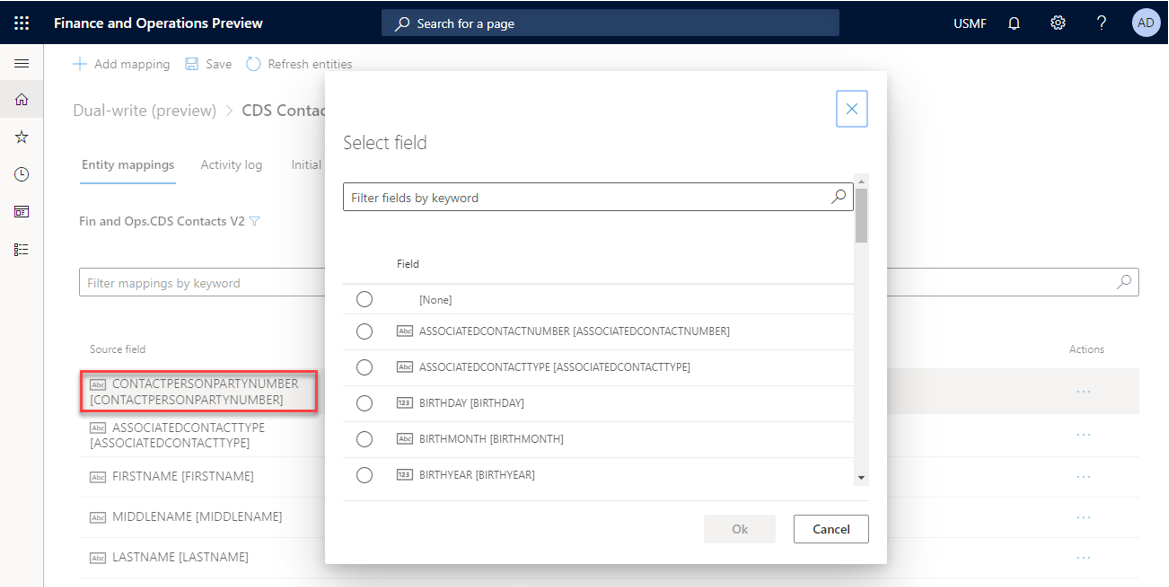 Finance and Operations Preview
Search for a page
USMF
?
AD
Add mapping
Save
Refresh entities
Dual-write (preview) > CDS Contac
Entity mappings
Activity log
Initial
Fin and Ops.CDS Contacts V2
Filter mappings by keyword
Source field
Actions
Abc CONTACTPERSONPARTYNUMBER
[CONTACTPERSONPARTYNUMBER]
...
Abc ASSOCIATEDCONTACTTYPE
[ASSOCIATEDCONTACTTYPE]
...
Abc FIRSTNAME [FIRSTNAME]
...
Abc MIDDLENAME [MIDDLENAME]
...
Abc LASTNAME [LASTNAME]
...
Select field
Filter fields by keyword
Field
[None]
Abc ASSOCIATEDCONTACTNUMBER [ASSOCIATEDCONTACTNUMBER]
Abc ASSOCIATEDCONTACTTYPE [ASSOCIATEDCONTACTTYPE]
123 BIRTHDAY [BIRTHDAY]
Abc BIRTHMONTH [BIRTHMONTH]
123 BIRTHYEAR [BIRTHYEAR]
Ok
Cancel